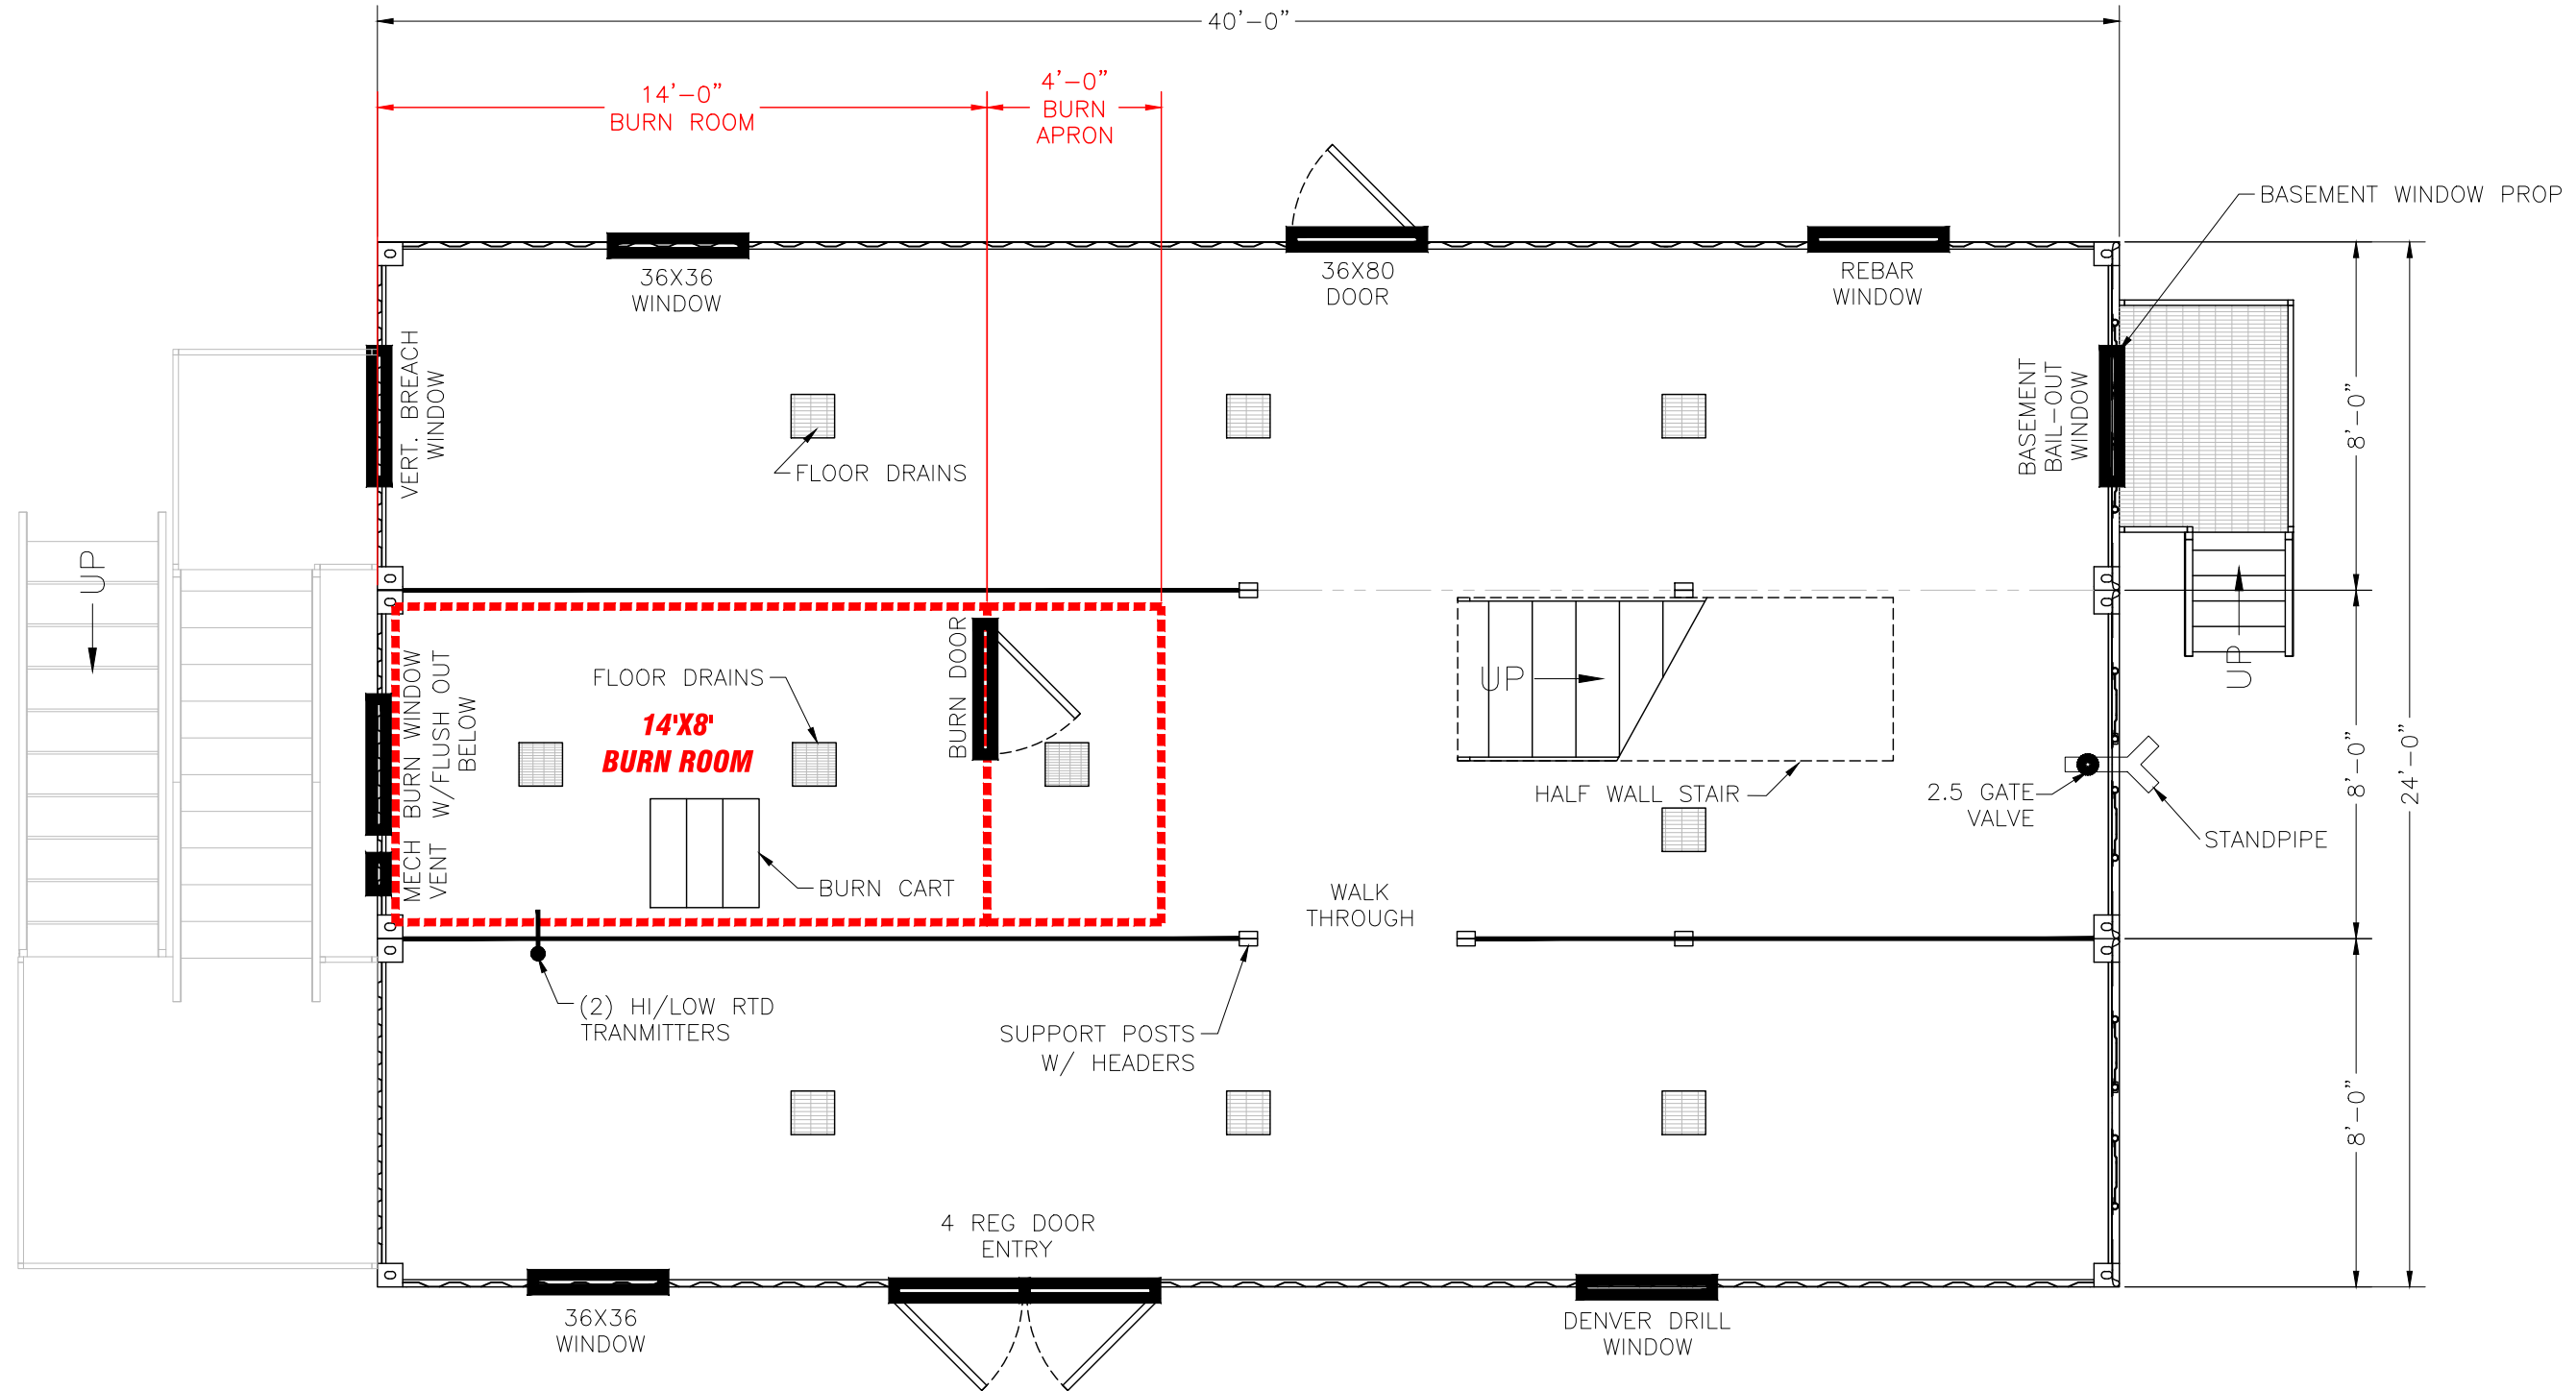 40'-0"
14'-0"
BURN ROOM
4'-0"
BURN
APRON
BASEMENT WINDOW PROP
36X36
WINDOW
36X80
DOOR
REBAR
WINDOW
VERT. BREACH
WINDOW
BASEMENT
BAIL-OUT
WINDOW
8'-0"
FLOOR DRAINS
UP
UP
MECH BURN WINDOW
VENT W/FLUSH OUT
BELOW
FLOOR DRAINS
BURN DOOR
14'X8'
BURN ROOM
UP
HALF WALL STAIR
2.5 GATE
VALVE
STANDPIPE
8'-0"
24'-0"
BURN CART
WALK
THROUGH
(2) HI/LOW RTD
TRANMITTERS
SUPPORT POSTS
W/ HEADERS
8'-0"
4 REG DOOR
ENTRY
36X36
WINDOW
DENVER DRILL
WINDOW